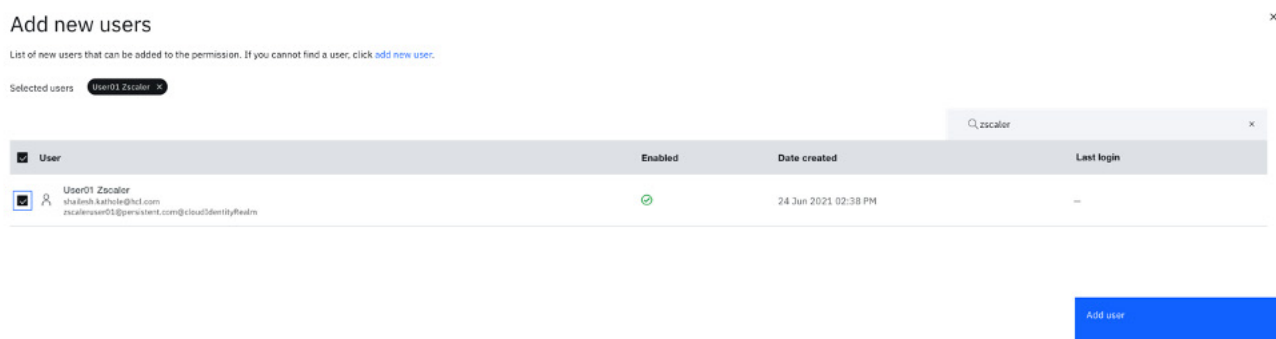 Add new users
List of new users that can be added to the permission. If you cannot find a user, click add new user.
Selected users User01 Zscaler ×
zscaler ×
User Enabled Date created Last login
User01 Zscaler
shailesh.kathole@hcl.com
zscaleruser01@persistent.com@cloudIdentityRealm
24 Jun 2021 02:38 PM —
Add user